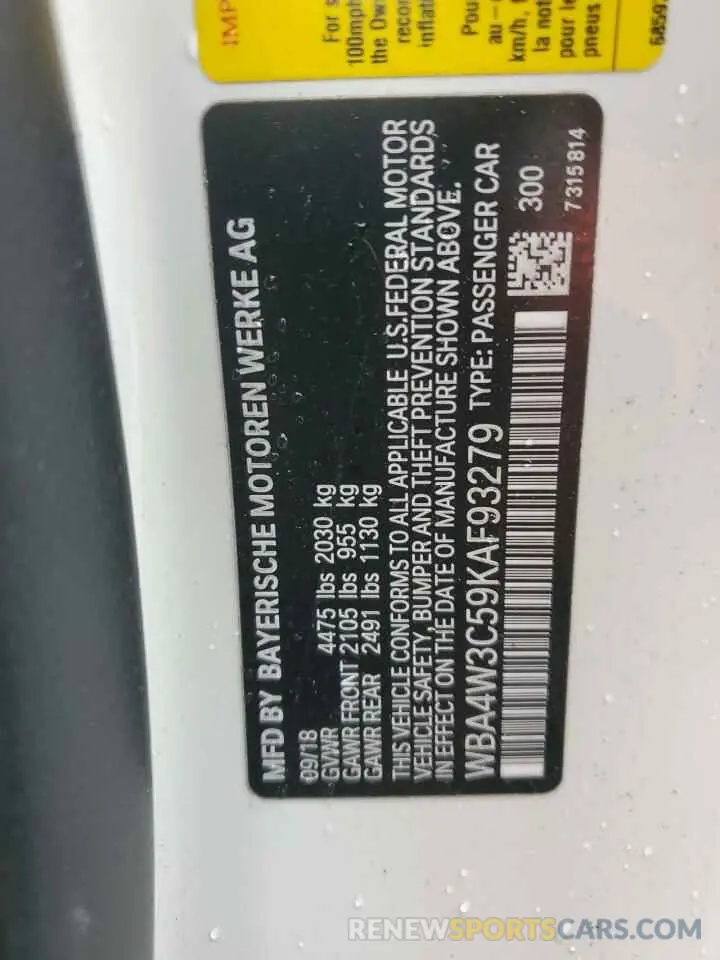 IMP
For s
100mph
the Own
recom
inflati
Pou
au -
km/h,
la not
pour le
pneus
6859
MFD BY BAYERISCHE MOTOREN WERKE AG
09/18
GVWR 4475 lbs 2030 kg
GAWR FRONT 2105 lbs 955 kg
GAWR REAR 2491 lbs 1130 kg
THIS VEHICLE CONFORMS TO ALL APPLICABLE U.S.FEDERAL MOTOR
VEHICLE SAFETY, BUMPER AND THEFT PREVENTION STANDARDS
IN EFFECT ON THE DATE OF MANUFACTURE SHOWN ABOVE.
WBA4W3C59KAF93279 TYPE: PASSENGER CAR
300
7315814
RENEWSPORTSCARS.COM